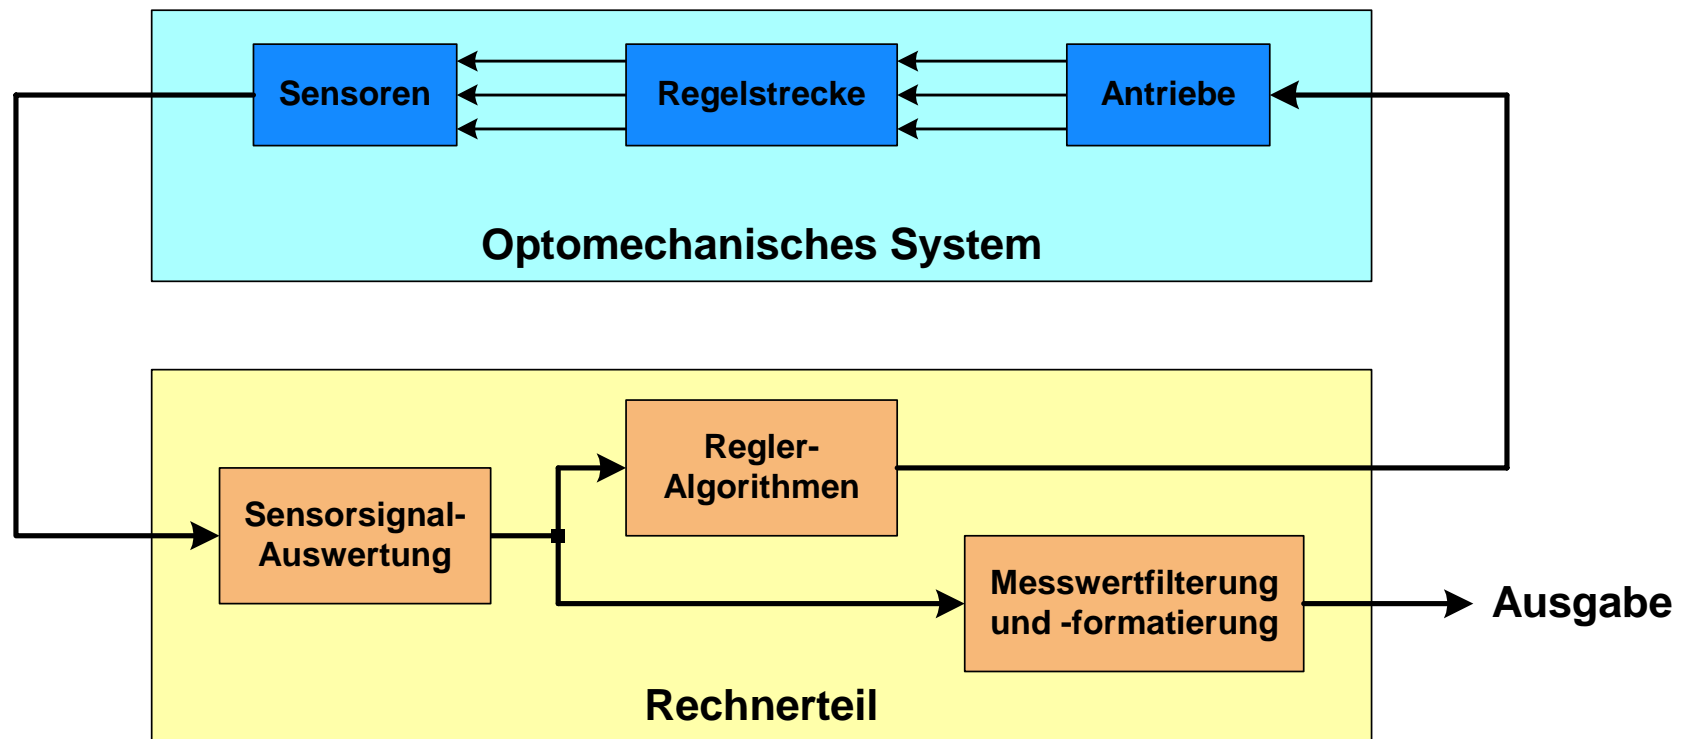 Sensoren
Regelstrecke
Antriebe
Optomechanisches System
Regler-
Algorithmen
Sensorsignal-
Auswertung
Messwertfilterung
und -formatierung
Ausgabe
Rechnerteil